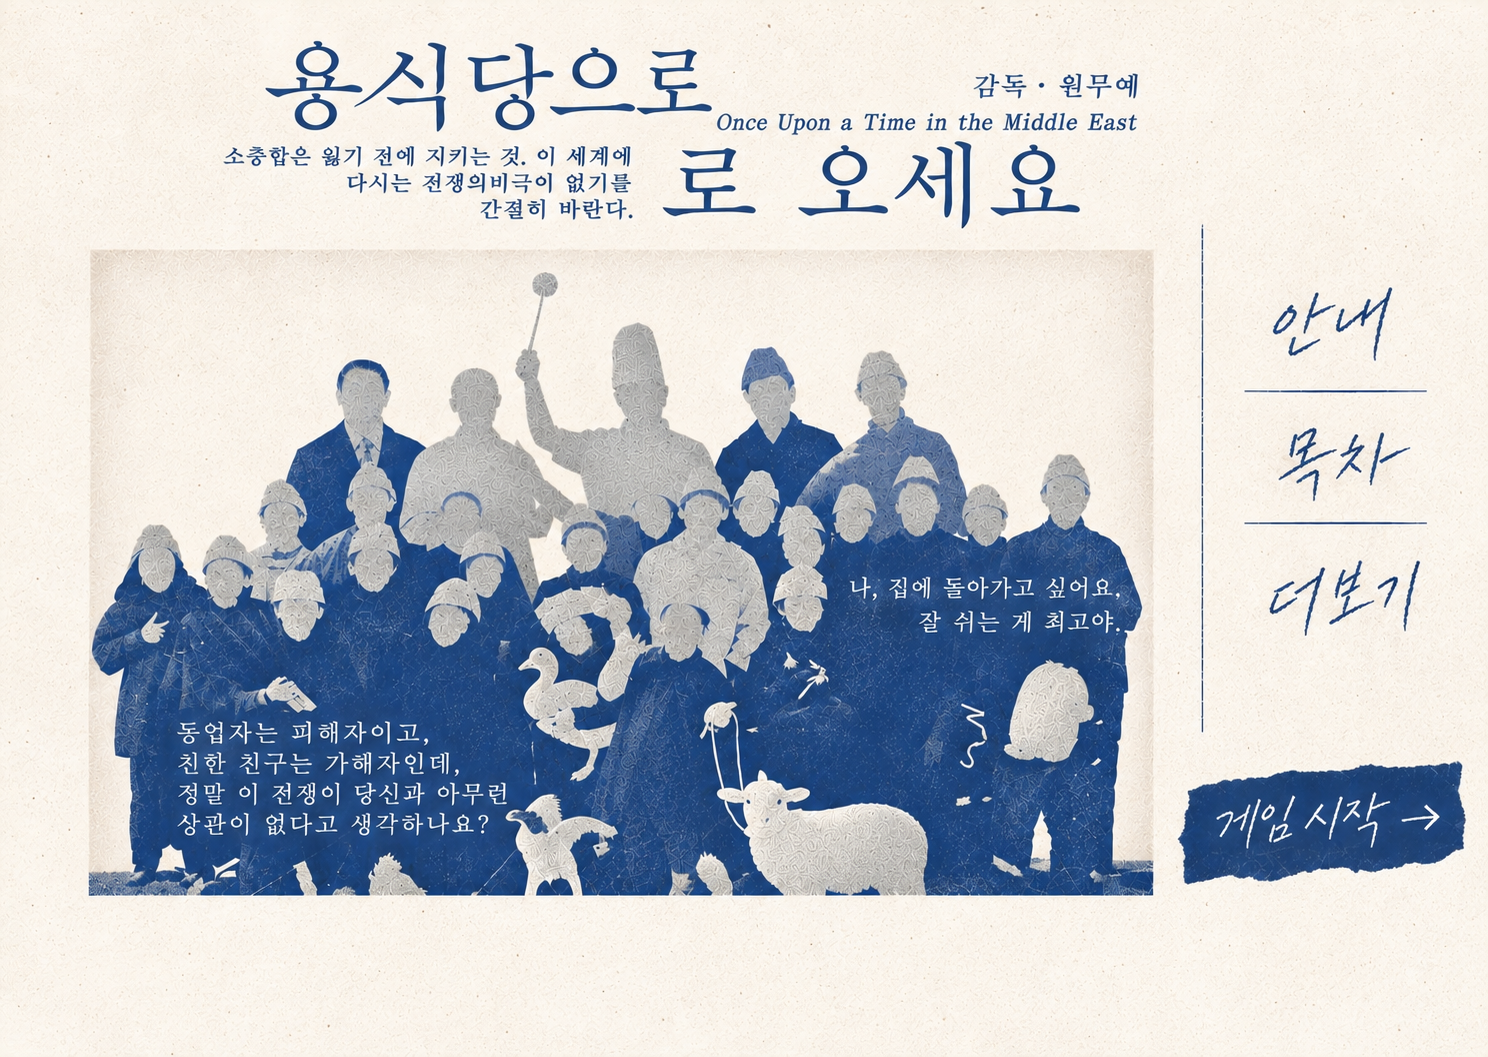 용식당으로
감독 · 원무예
Once Upon a Time in the Middle East
로 오세요
소충합은 잃기 전에 지키는 것. 이 세계에
다시는 전쟁의비극이 없기를
간절히 바란다.
안내
목차
더보기
나, 집에 돌아가고 싶어요,
잘 쉬는 게 최고야.
동업자는 피해자이고,
친한 친구는 가해자인데,
정말 이 전쟁이 당신과 아무런
상관이 없다고 생각하나요?
게임 시작 →